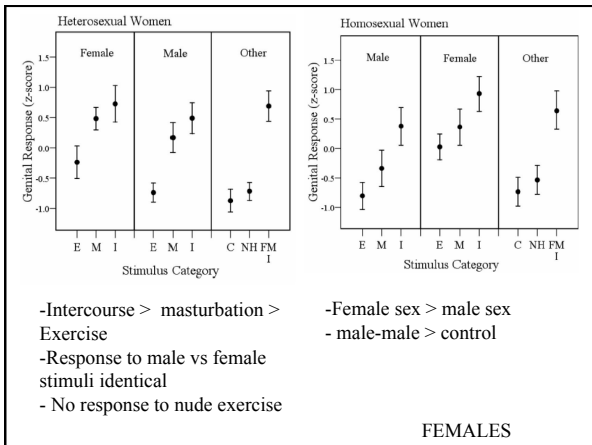 Heterosexual Women
Female Male Other
Genital Response (z-score)
1.5
1.0
0.5
0.0
-0.5
-1.0
E M I E M I C NH FM
I
Stimulus Category
Homosexual Women
Male Female Other
Genital Response (z-score)
1.5
1.0
0.5
0.0
-0.5
-1.0
E M I E M I C NH FM
I
Stimulus Category
-Intercourse > masturbation >
Exercise
-Response to male vs female
stimuli identical
- No response to nude exercise
-Female sex > male sex
- male-male > control
FEMALES